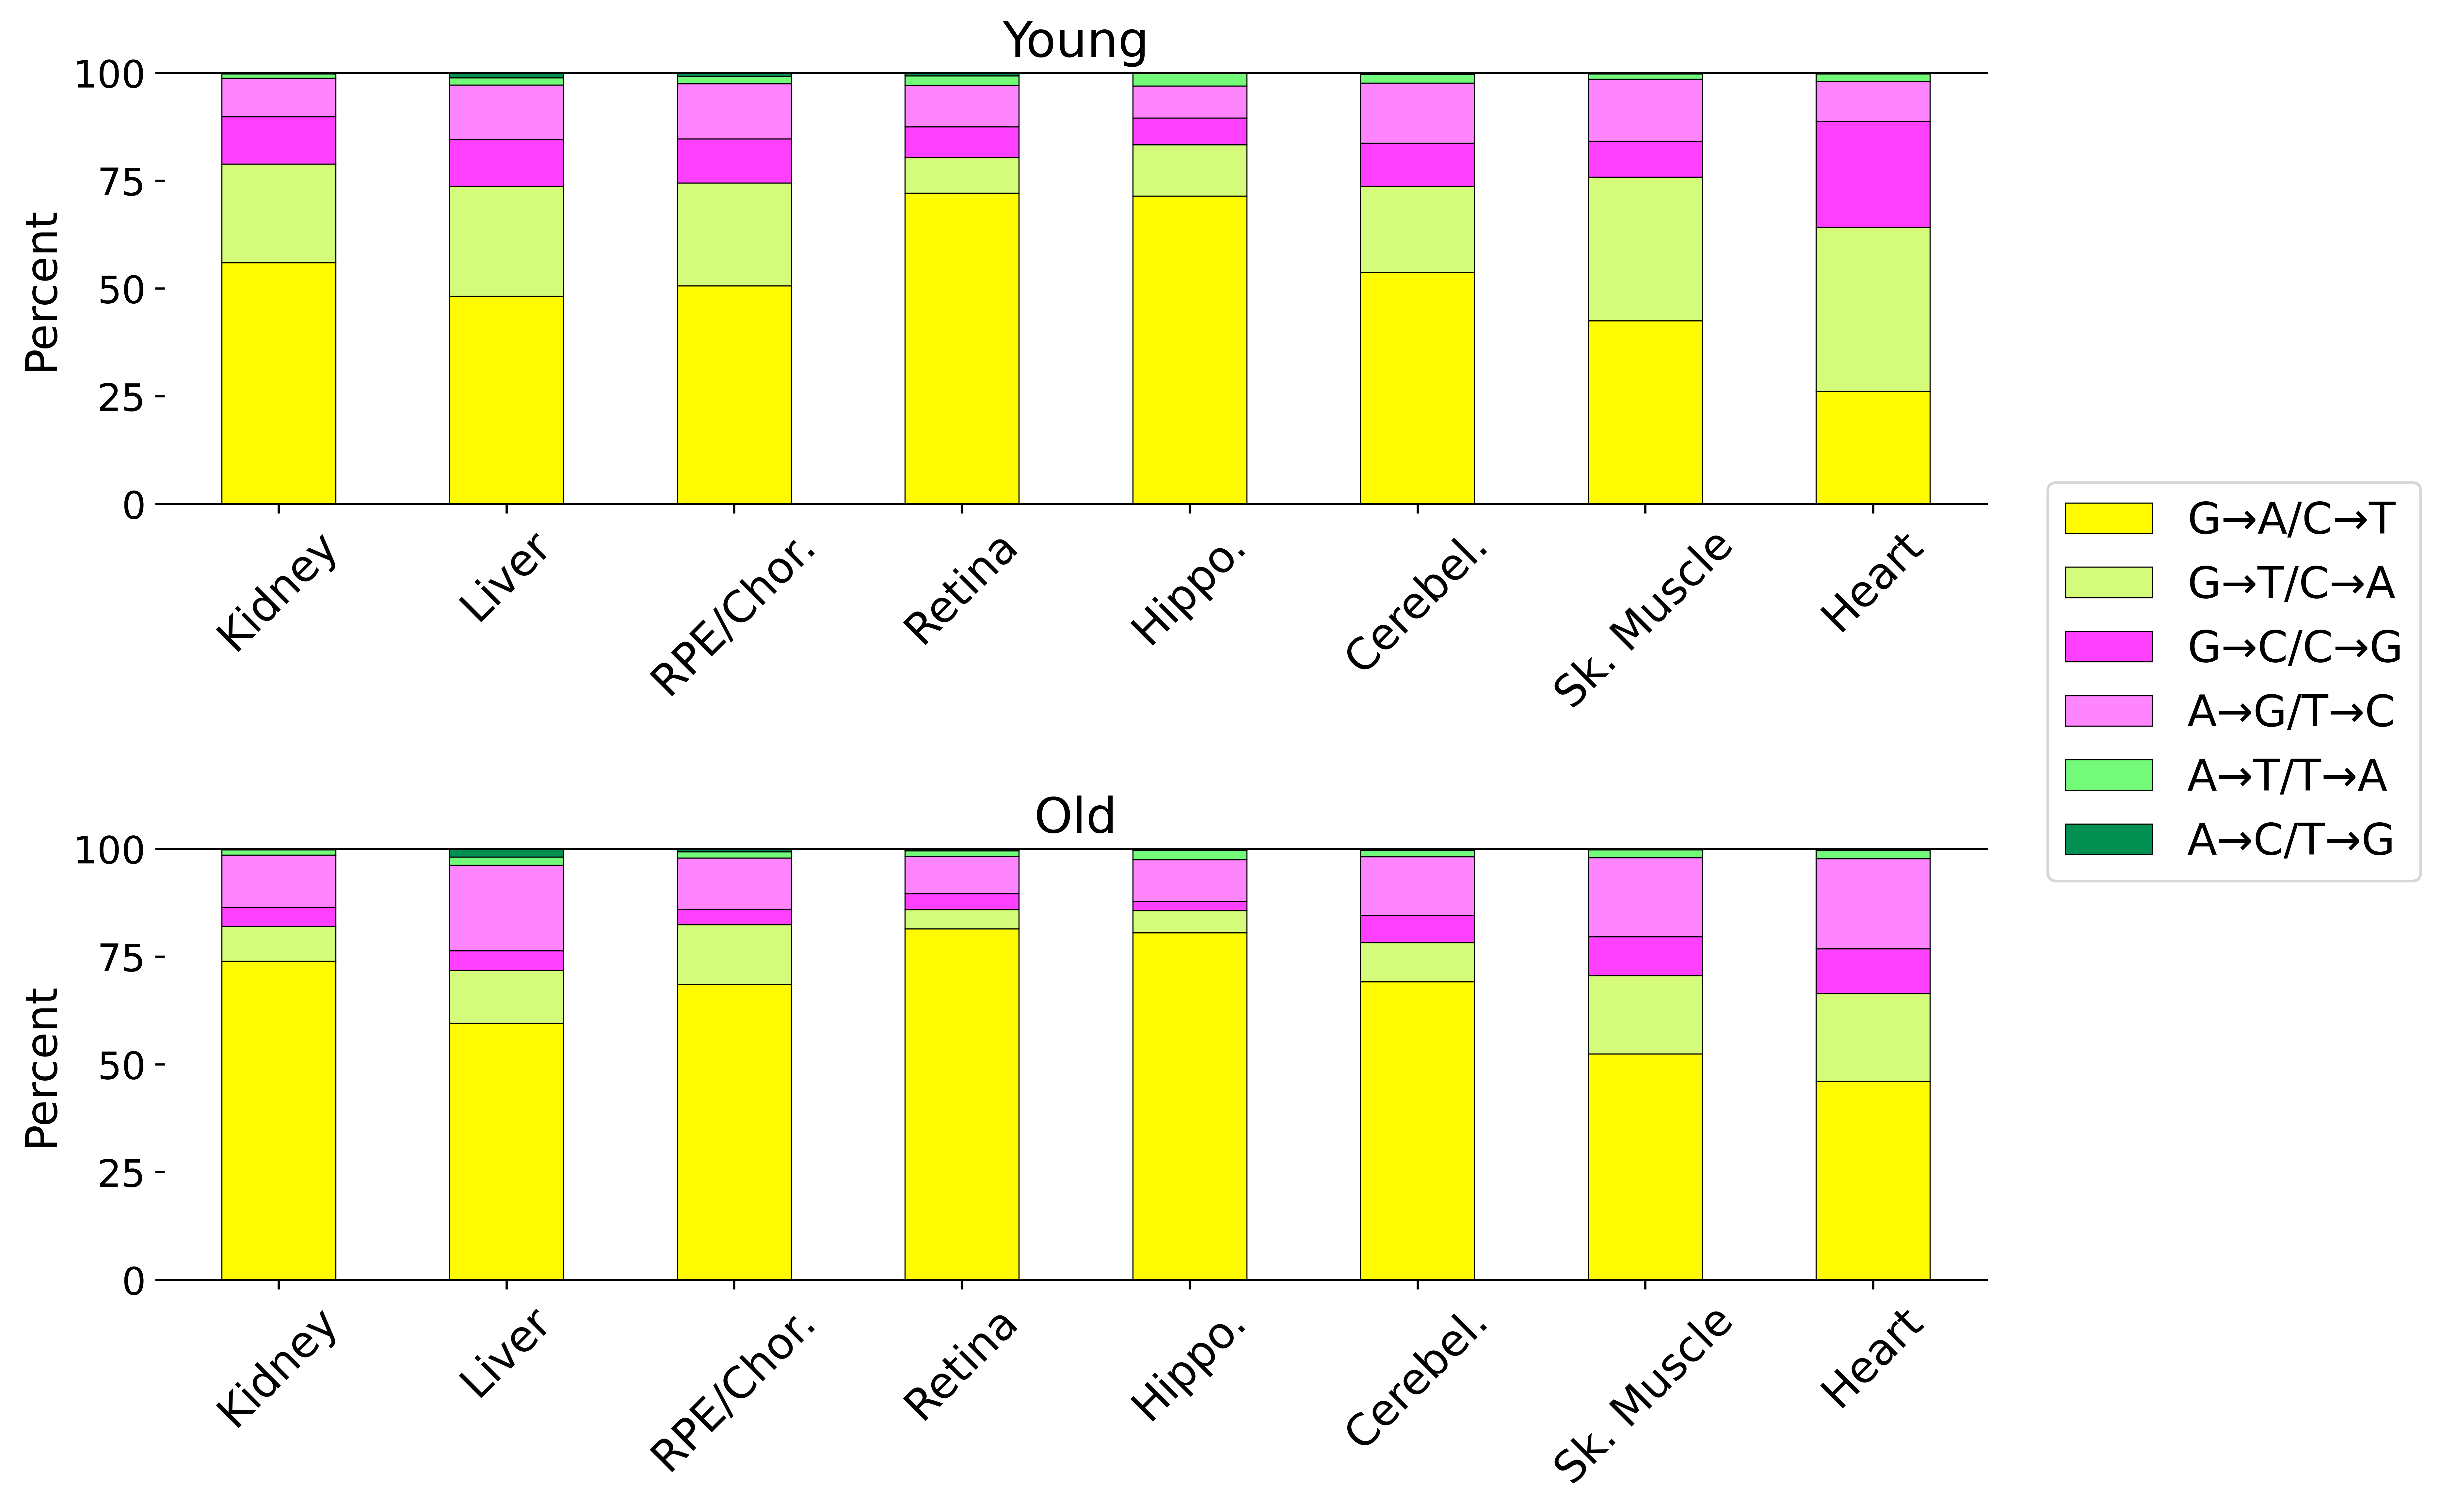 Young
Percent
100
75
50
25
0
Kidney
Liver
RPE/Chor.
Retina
Hippo.
Cerebel.
Sk. Muscle
Heart
G→A/C→T
G→T/C→A
G→C/C→G
A→G/T→C
A→T/T→A
A→C/T→G
Old
Percent
100
75
50
25
0
Kidney
Liver
RPE/Chor.
Retina
Hippo.
Cerebel.
Sk. Muscle
Heart